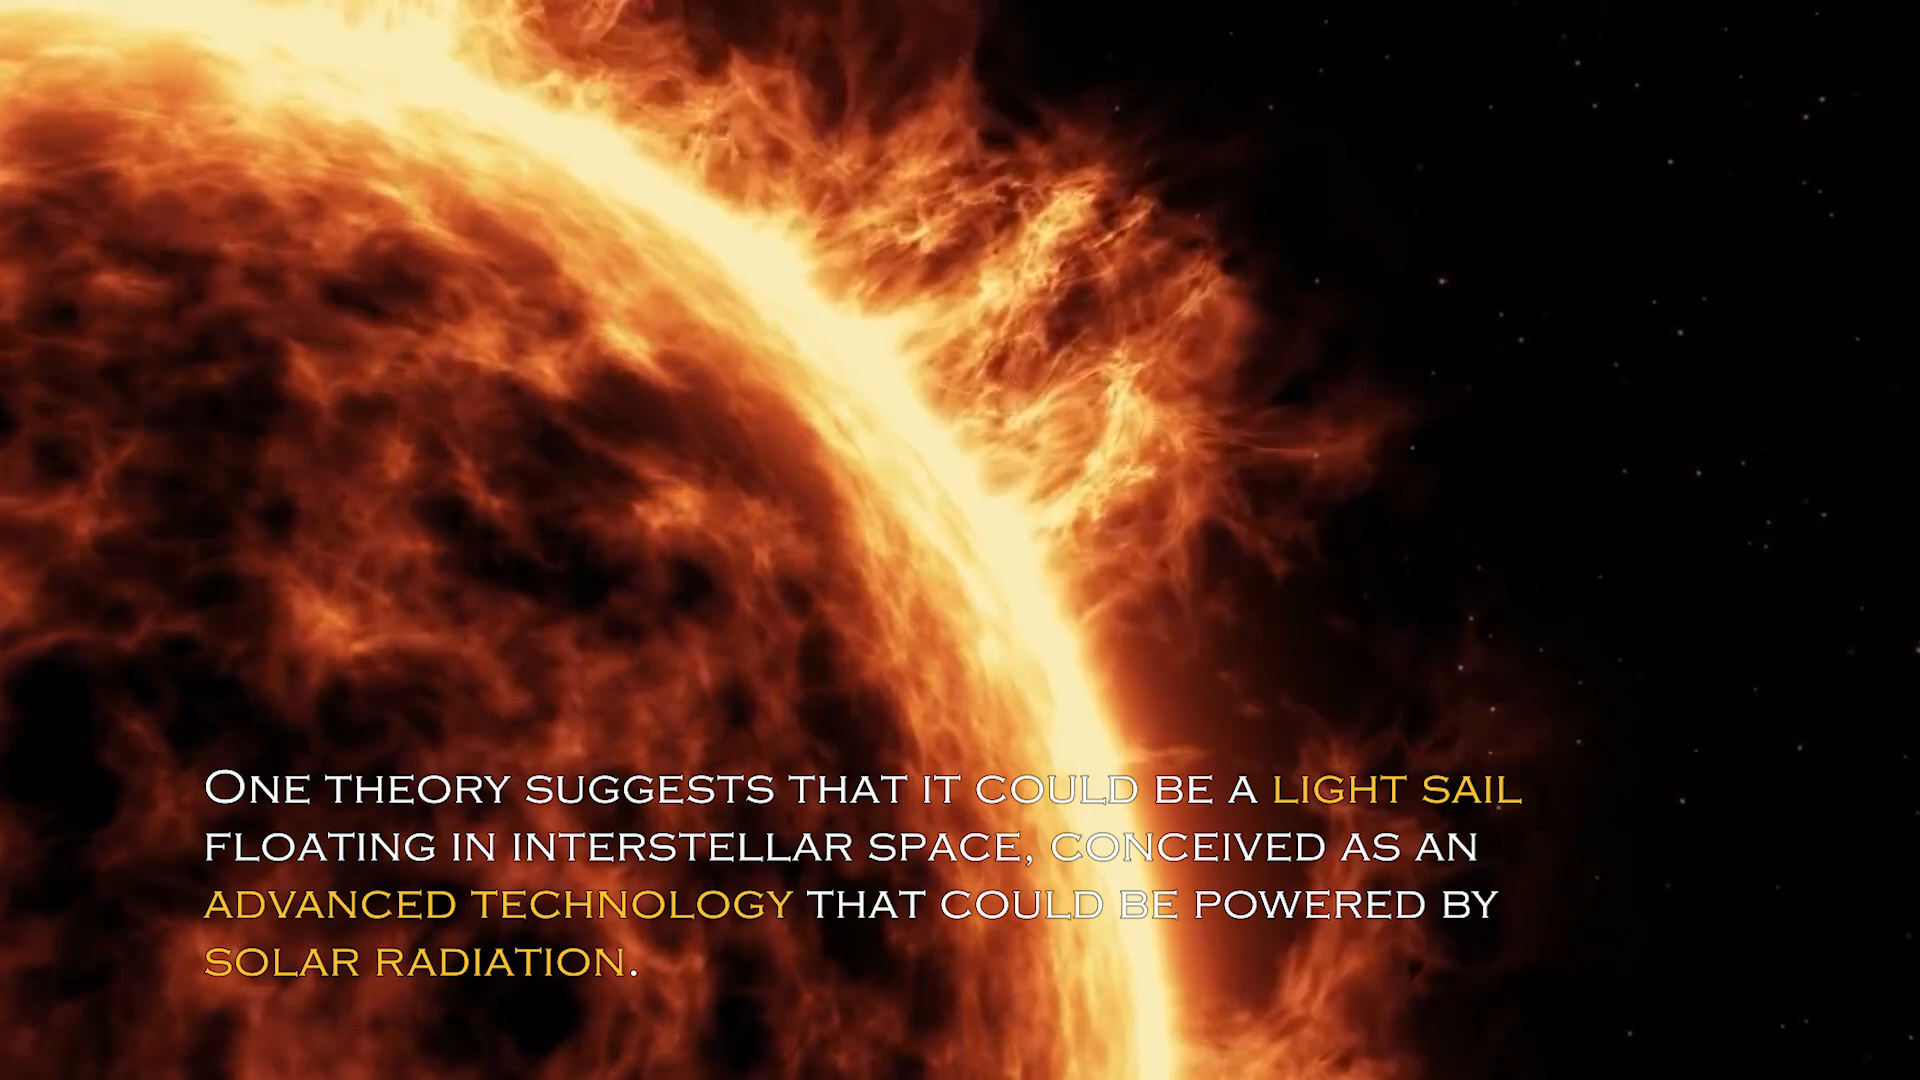 One theory suggests that it could be a light sail
floating in interstellar space, conceived as an
advanced technology that could be powered by
solar radiation.